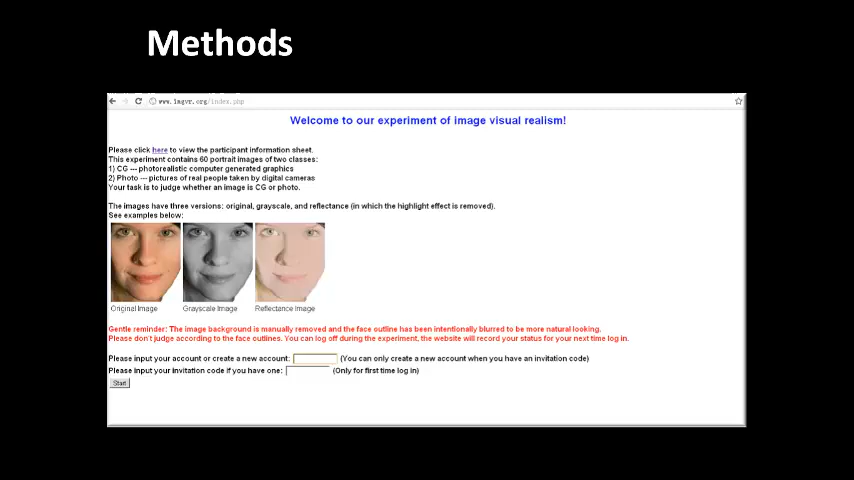 Methods
www.imgvr.org/index.php
Welcome to our experiment of image visual realism!
Please click here to view the participant information sheet.
This experiment contains 60 portrait images of two classes:
1) CG --- photorealistic computer generated graphics
2) Photo --- pictures of real people taken by digital cameras
Your task is to judge whether an image is CG or photo.
The images have three versions: original, grayscale, and reflectance (in which the highlight effect is removed).
See examples below:
Original Image Grayscale Image Reflectance Image
Gentle reminder: The image background is manually removed and the face outline has been intentionally blurred to be more natural looking.
Please don't judge according to the face outlines. You can log off during the experiment, the website will record your status for your next time log in.
Please input your account or create a new account: (You can only create a new account when you have an invitation code)
Please input your invitation code if you have one: (Only for first time log in)
Start